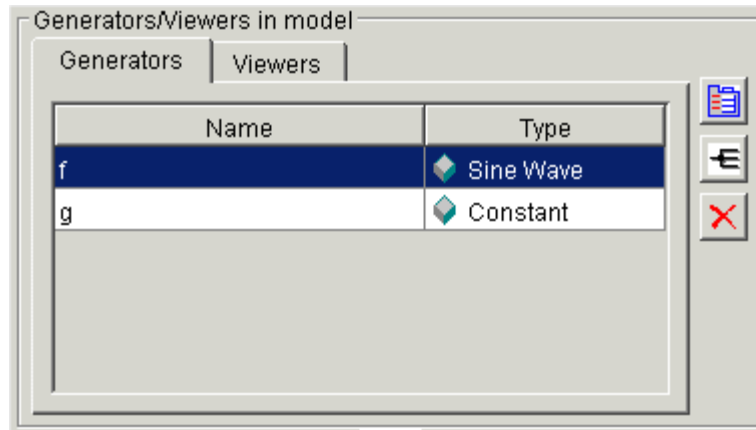 Generators/Viewers in model
Generators Viewers
Name Type
f Sine Wave
g Constant